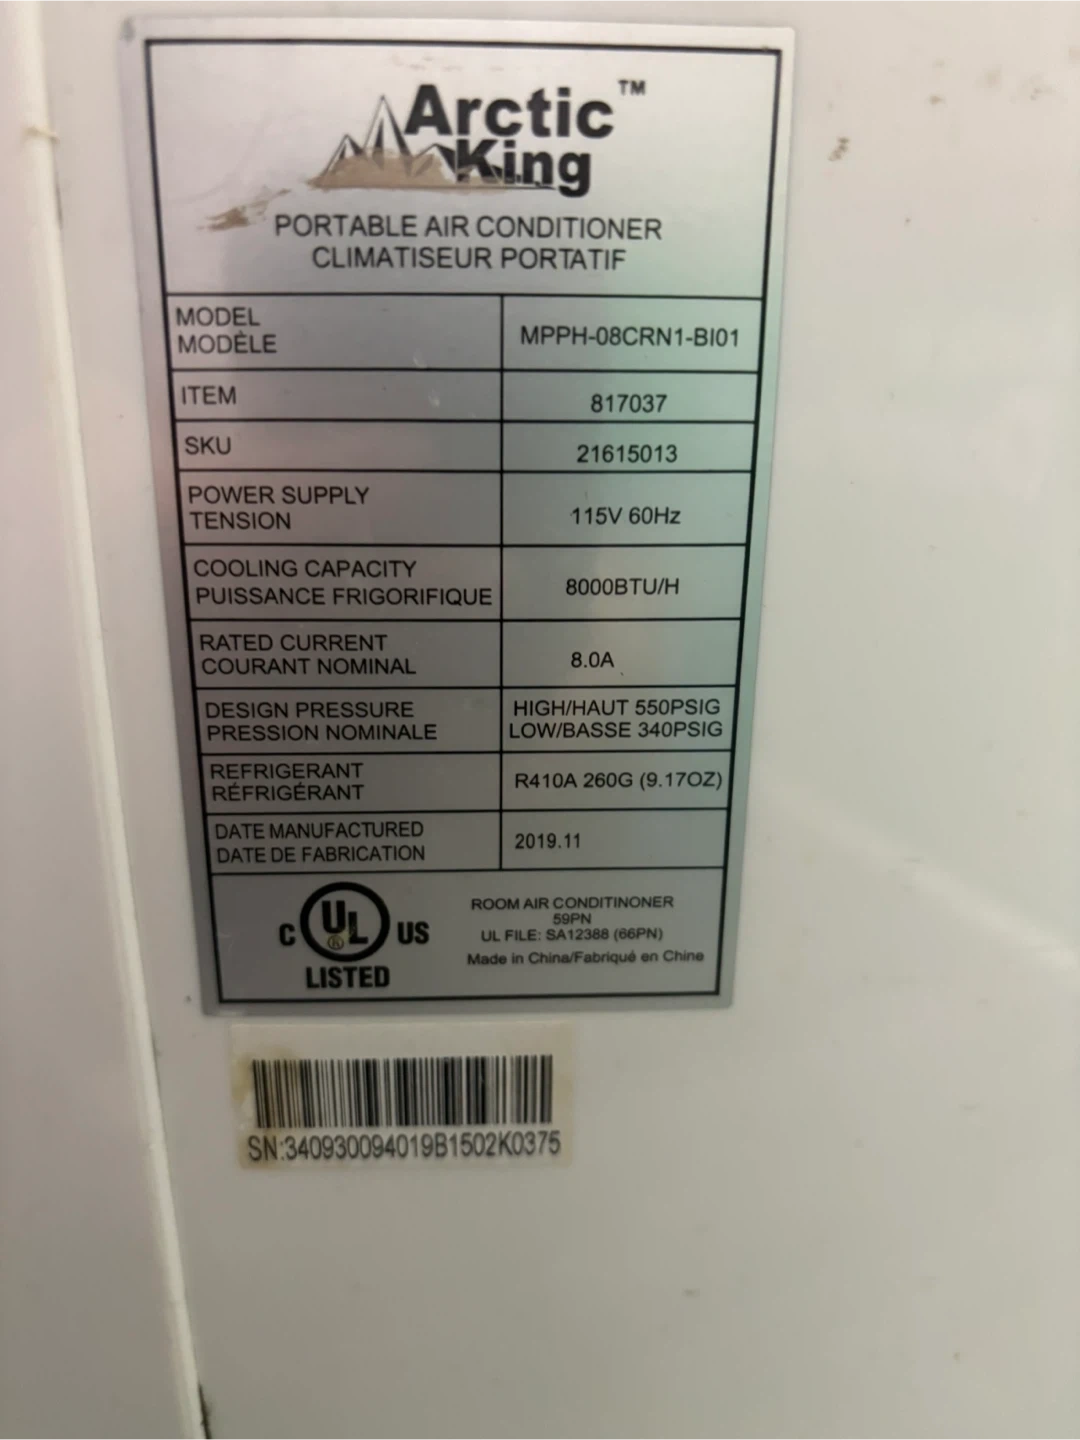 Arctic™
King
PORTABLE AIR CONDITIONER
CLIMATISEUR PORTATIF
MODEL
MODÈLE
MPPH-08CRN1-BI01
ITEM
817037
SKU
21615013
POWER SUPPLY
TENSION
115V 60Hz
COOLING CAPACITY
PUISSANCE FRIGORIFIQUE
8000BTU/H
RATED CURRENT
COURANT NOMINAL
8.0A
DESIGN PRESSURE
PRESSION NOMINALE
HIGH/HAUT 550PSIG
LOW/BASSE 340PSIG
REFRIGERANT
RÉFRIGÉRANT
R410A 260G (9.17OZ)
DATE MANUFACTURED
DATE DE FABRICATION
2019.11
C UL® US
LISTED
ROOM AIR CONDITINONER
59PN
UL FILE: SA12388 (66PN)
Made in China/Fabriqué en Chine
SN:340930094019B1502K0375